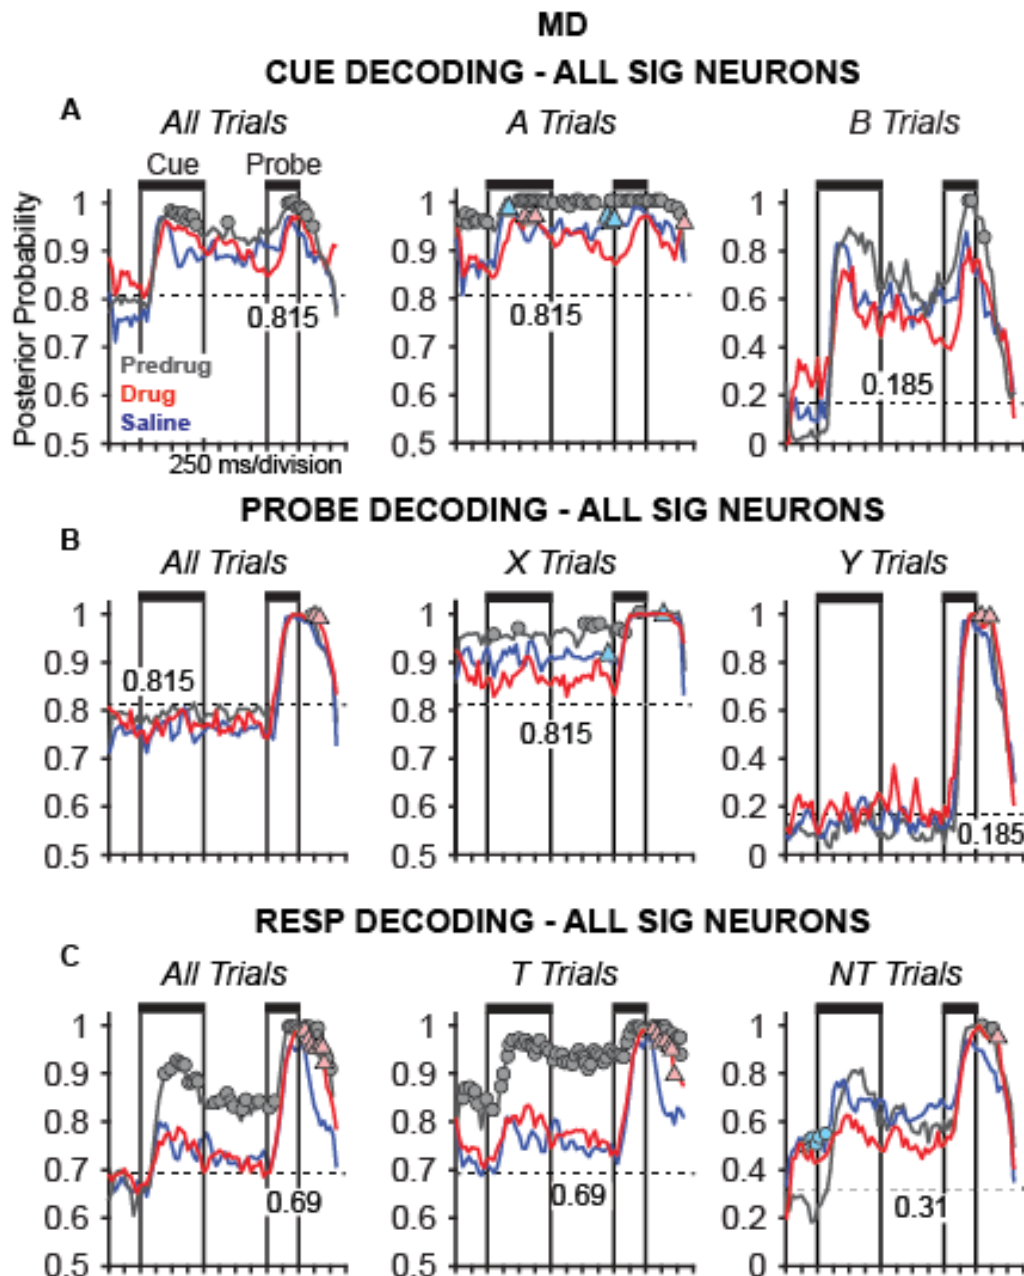 MD
CUE DECODING - ALL SIG NEURONS
A
All Trials
A Trials
B Trials
Cue
Probe
Posterior Probability
1
0.9
0.8
0.7
0.6
0.5
0.815
Predrug
Drug
Saline
250 ms/division
1
0.9
0.8
0.7
0.6
0.5
0.815
1
0.8
0.6
0.4
0.2
0
0.185
PROBE DECODING - ALL SIG NEURONS
B
All Trials
X Trials
Y Trials
1
0.9
0.8
0.7
0.6
0.5
0.815
1
0.9
0.8
0.7
0.6
0.5
0.815
1
0.8
0.6
0.4
0.2
0
0.185
RESP DECODING - ALL SIG NEURONS
C
All Trials
T Trials
NT Trials
1
0.9
0.8
0.7
0.6
0.5
0.69
1
0.9
0.8
0.7
0.6
0.5
0.69
1
0.8
0.6
0.4
0.2
0
0.31